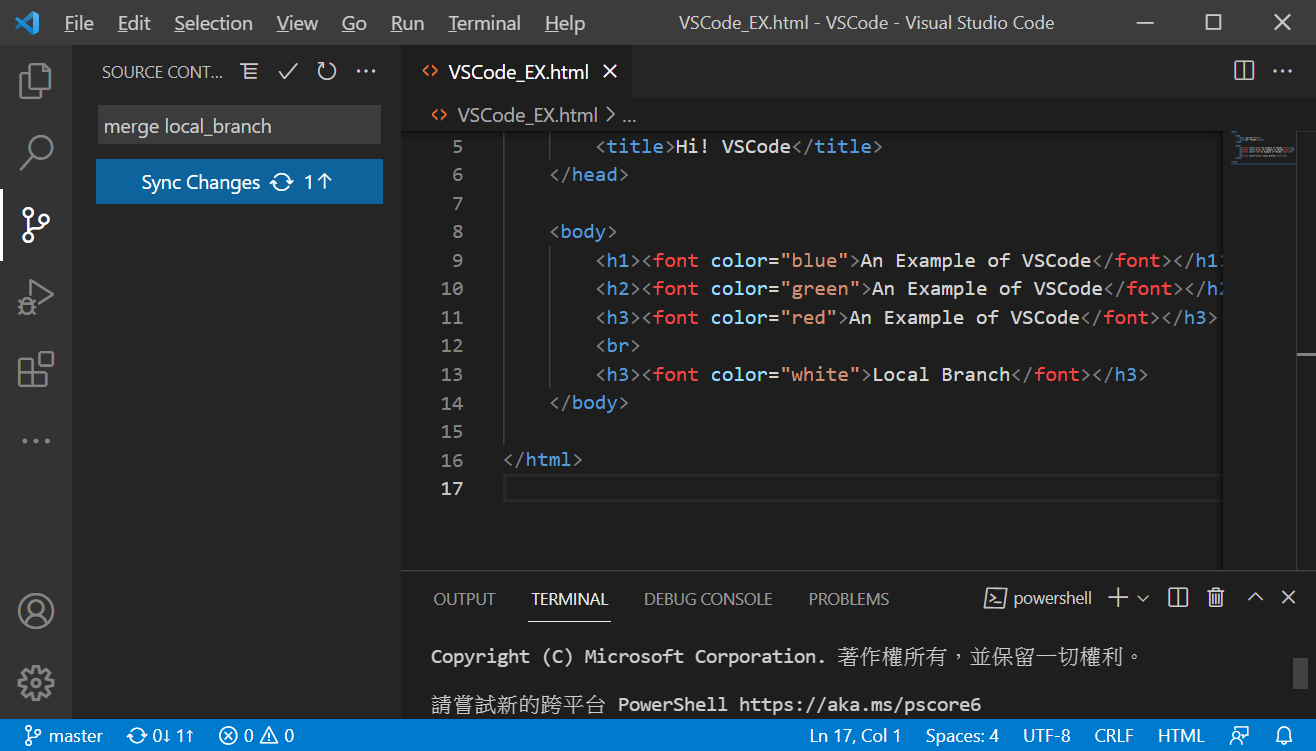 File Edit Selection View Go Run Terminal Help VSCode_EX.html - VSCode - Visual Studio Code
SOURCE CONT...
merge local_branch
Sync Changes 1↑
VSCode_EX.html
VSCode_EX.html > ...
5 <title>Hi! VSCode</title>
6 </head>
7
8 <body>
9 <h1><font color="blue">An Example of VSCode</font></h1>
10 <h2><font color="green">An Example of VSCode</font></h2
11 <h3><font color="red">An Example of VSCode</font></h3>
12 <br>
13 <h3><font color="white">Local Branch</font></h3>
14 </body>
15
16 </html>
17
OUTPUT TERMINAL DEBUG CONSOLE PROBLEMS powershell
Copyright (C) Microsoft Corporation. 著作權所有，並保留一切權利。
請嘗試新的跨平台 PowerShell https://aka.ms/pscore6
master 0↓ 1↑ 0 0 Ln 17, Col 1 Spaces: 4 UTF-8 CRLF HTML